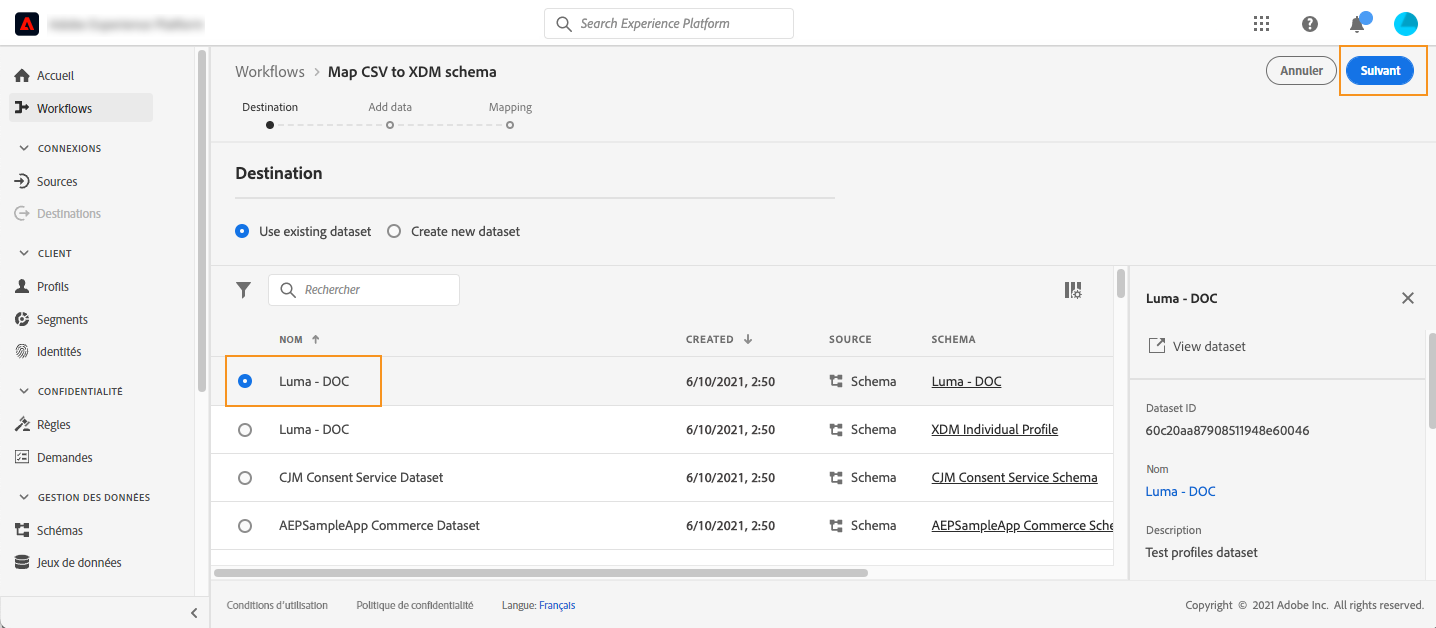 Search Experience Platform
Accueil
Workflows
CONNEXIONS
Sources
Destinations
CLIENT
Profils
Segments
Identités
CONFIDENTIALITÉ
Règles
Demandes
GESTION DES DONNÉES
Schémas
Jeux de données
Workflows > Map CSV to XDM schema
Annuler
Suivant
Destination Add data Mapping
Destination
Use existing dataset Create new dataset
Rechercher
NOM CREATED SOURCE SCHEMA
Luma - DOC 6/10/2021, 2:50 Schema Luma - DOC
Luma - DOC 6/10/2021, 2:50 Schema XDM Individual Profile
CJM Consent Service Dataset 6/10/2021, 2:50 Schema CJM Consent Service Schema
AEPSampleApp Commerce Dataset 6/10/2021, 2:50 Schema AEPSampleApp Commerce Sche
Luma - DOC
View dataset
Dataset ID
60c20aa87908511948e60046
Nom
Luma - DOC
Description
Test profiles dataset
Conditions d'utilisation Politique de confidentialité Langue: Français
Copyright © 2021 Adobe Inc. All rights reserved.